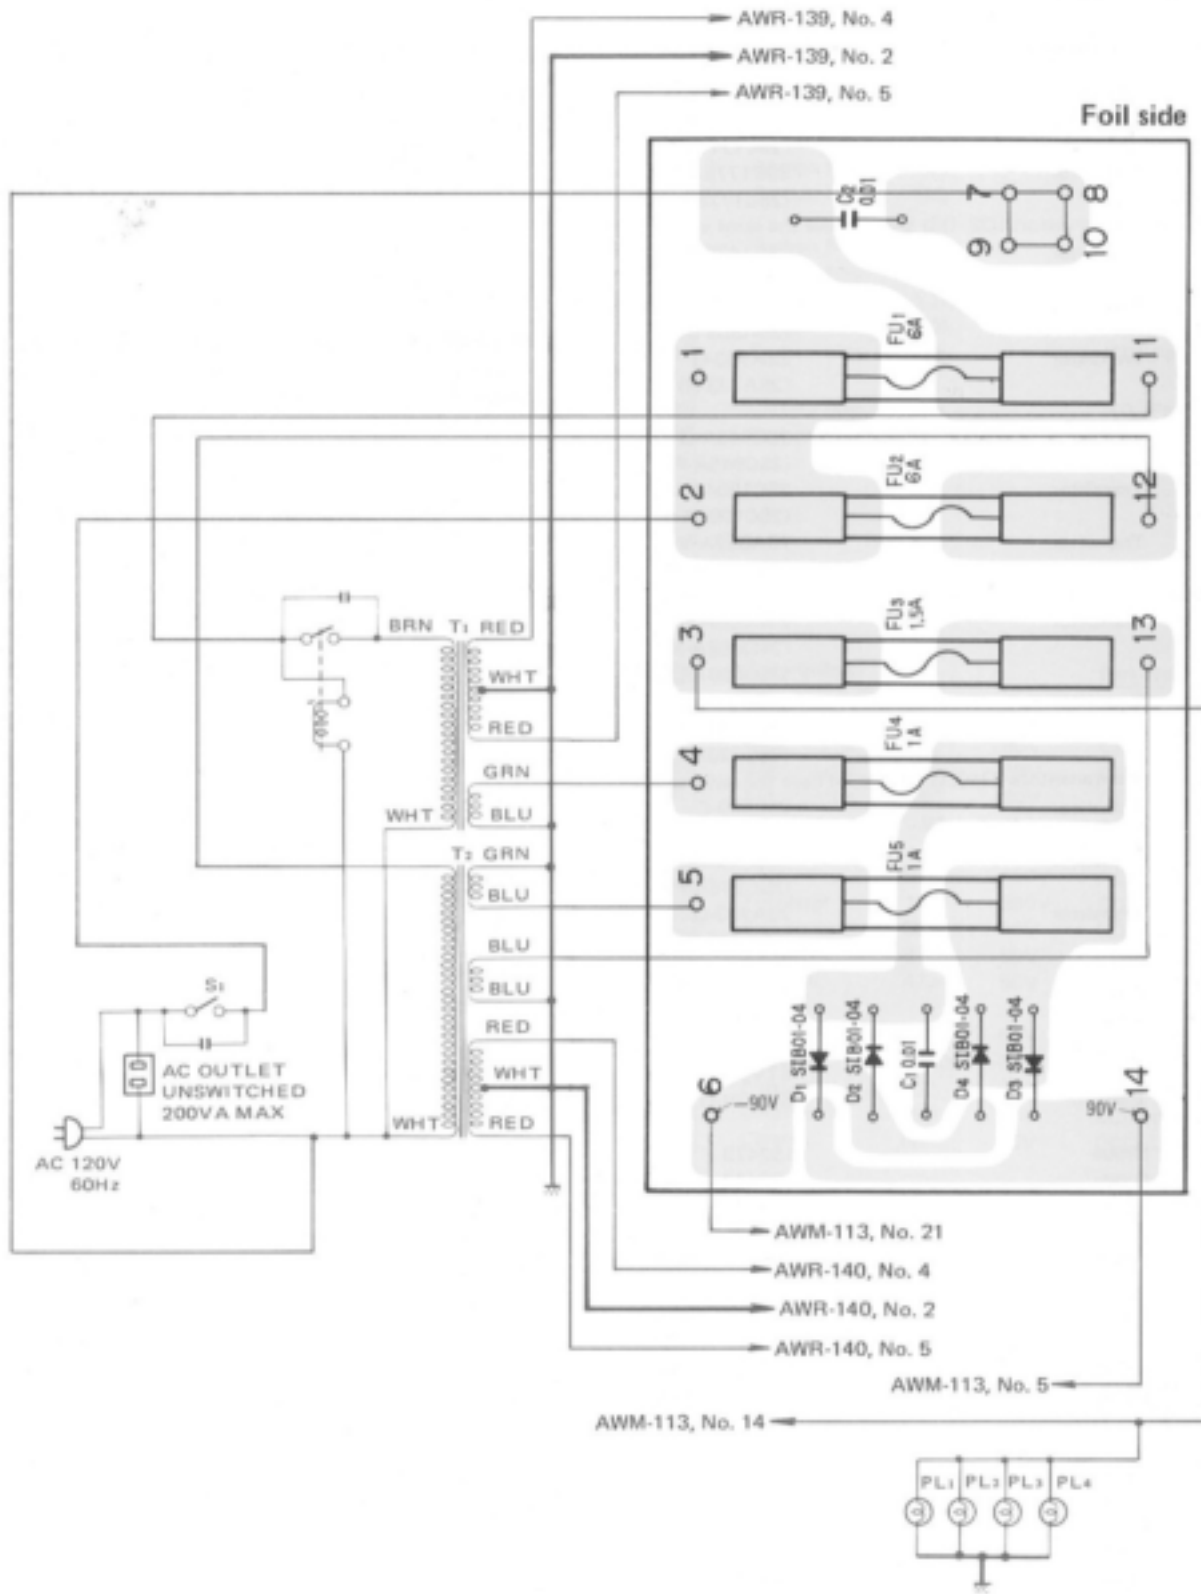 AWR-139, No. 4
AWR-139, No. 2
AWR-139, No. 5
Foil side
C2
0.01
7
8
9
10
FU1
6A
1
11
FU2
6A
2
12
FU3
1.5A
3
13
FU4
1A
4
FU5
1A
5
BRN T1 RED
WHT
RED
GRN
WHT BLU
T2 GRN
BLU
BLU
BLU
RED
WHT
WHT RED
S1
AC OUTLET
UNSWITCHED
200VA MAX
AC 120V
60Hz
6
-90V
D1 SIB01-04
D2 SIB01-04
C1 0.01
D4 SIB01-04
D3 SIB01-04
90V
14
AWM-113, No. 21
AWR-140, No. 4
AWR-140, No. 2
AWR-140, No. 5
AWM-113, No. 5
AWM-113, No. 14
PL1 PL2 PL3 PL4